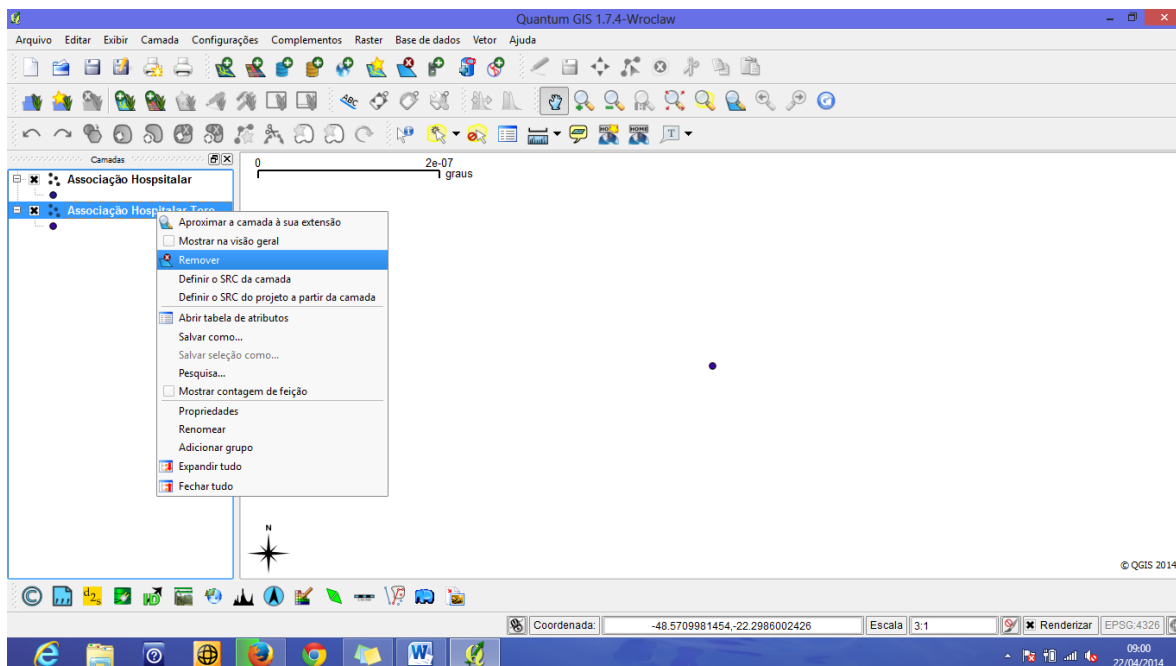 Quantum GIS 1.7.4-Wroclaw
Arquivo Editar Exibir Camada Configurações Complementos Raster Base de dados Vetor Ajuda
ABC
HOME HOME T
Camadas
0 2e-07
graus
Associação Hospsitalar
Associação Hospitalar Toro
Aproximar a camada à sua extensão
Mostrar na visão geral
Remover
Definir o SRC da camada
Definir o SRC do projeto a partir da camada
Abrir tabela de atributos
Salvar como...
Salvar seleção como...
Pesquisa...
Mostrar contagem de feição
Propriedades
Renomear
Adicionar grupo
Expandir tudo
Fechar tudo
N
© QGIS 2014
Coordenada: -48.5709981454,-22.2986002426 Escala 3:1 Renderizar EPSG:4326
09:00
22/04/2014